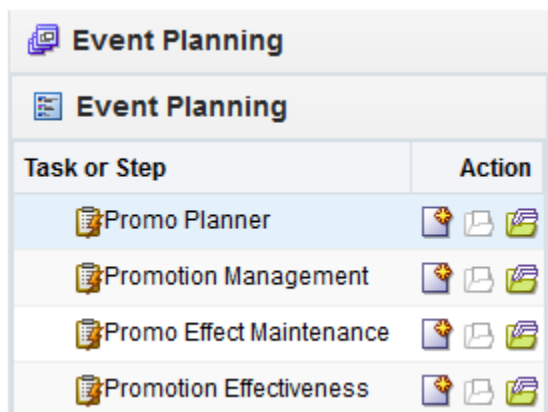 Event Planning
Event Planning
Task or Step Action
Promo Planner
Promotion Management
Promo Effect Maintenance
Promotion Effectiveness